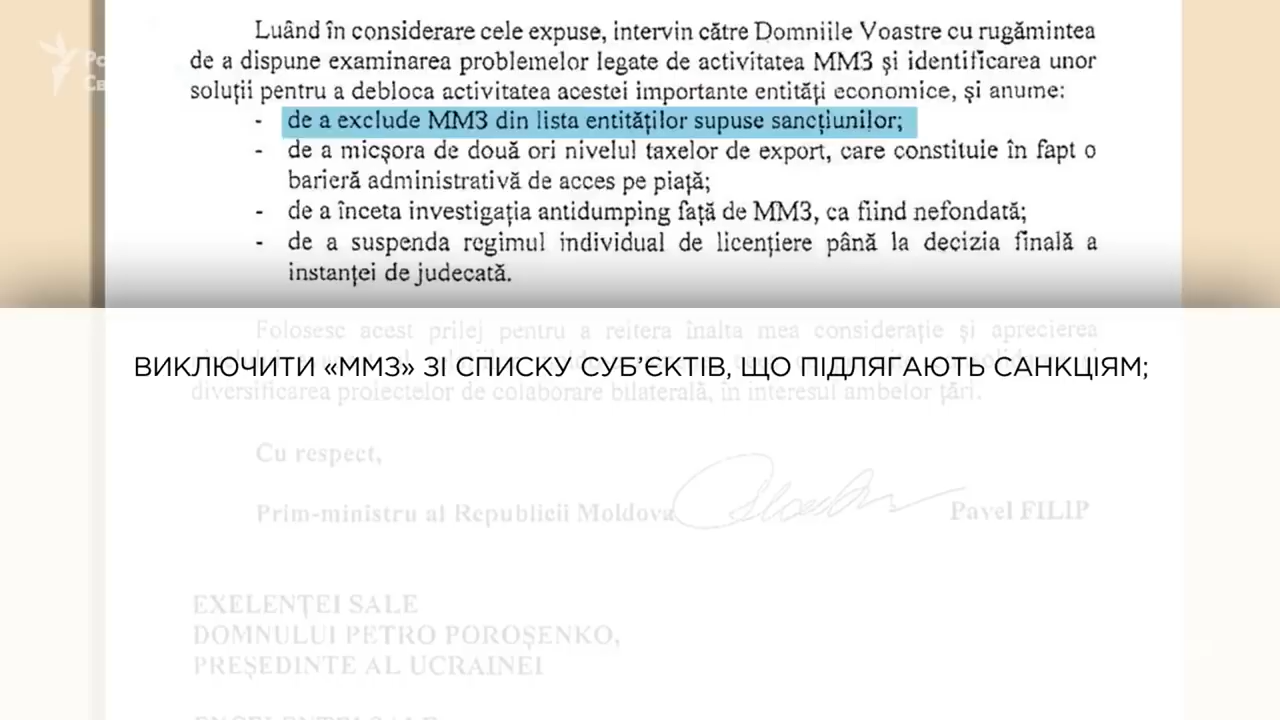 Luând în considerare cele expuse, intervin către Domniile Voastre cu rugămintea
de a dispune examinarea problemelor legate de activitatea MMЗ și identificarea unor
soluții pentru a debloca activitatea acestei importante entități economice, și anume:
- de a exclude MMЗ din lista entităților supuse sancțiunilor;
- de a micșora de două ori nivelul taxelor de export, care constituie în fapt o
barieră administrativă de acces pe piață;
- de a înceta investigația antidumping față de MMЗ, ca fiind nefondată;
- de a suspenda regimul individual de licențiere până la decizia finală a
instanței de judecată.
Folosesc acest prilej pentru a reitera înalta mea considerație și aprecierea
ВИКЛЮЧИТИ «ММЗ» ЗІ СПИСКУ СУБ’ЄКТІВ, ЩО ПІДЛЯГАЮТЬ САНКЦІЯМ;
diversificarea proiectelor de colaborare bilaterală, în interesul ambelor țări.
Cu respect,
Prim-ministru al Republicii Moldova Pavel FILIP
EXELENȚEI SALE
DOMNULUI PETRO POROȘENKO,
PREȘEDINTE AL UCRAINEI